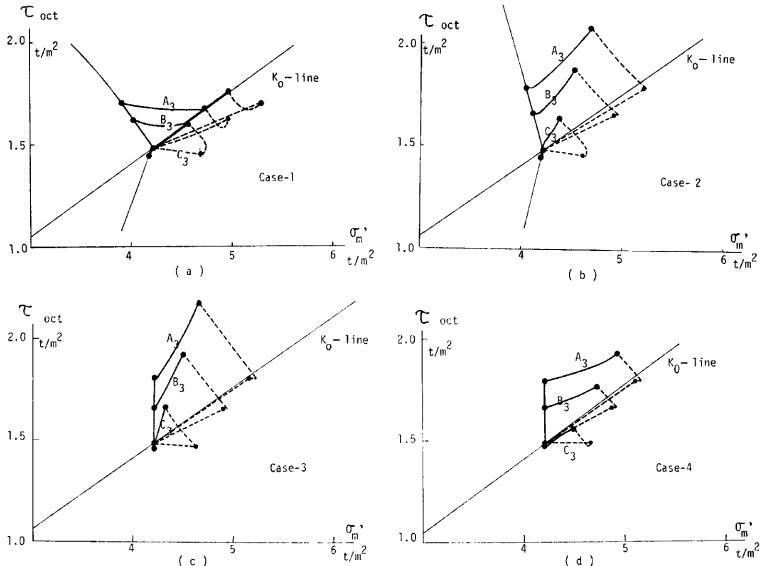 τ oct
t/m²
2.0
1.5
1.0
K₀-line
A₃
B₃
C₃
Case-1
4
5
6
σm'
t/m²
( a )
τ oct
t/m²
2.0
1.5
1.0
K₀-line
A₃
B₃
C₃
Case- 2
4
5
6
σm'
t/m²
( b )
τ oct
t/m²
2.0
1.5
1.0
K₀-line
A₃
B₃
C₃
Case-3
4
5
6
σm'
t/m²
( c )
τ oct
t/m²
2.0
1.5
1.0
K₀-line
A₃
B₃
C₃
Case-4
4
5
6
σm'
t/m²
( d )